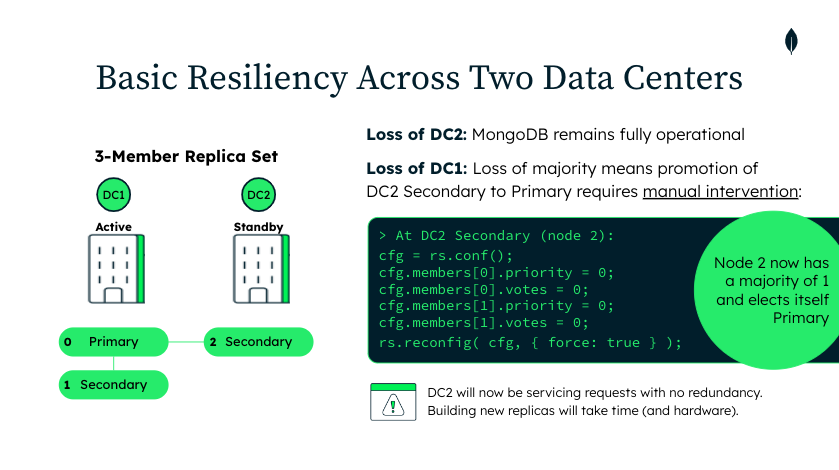 Basic Resiliency Across Two Data Centers
3-Member Replica Set
DC1
DC2
Active
Standby
0 Primary
2 Secondary
1 Secondary
Loss of DC2: MongoDB remains fully operational
Loss of DC1: Loss of majority means promotion of
DC2 Secondary to Primary requires manual intervention:
> At DC2 Secondary (node 2):
cfg = rs.conf();
cfg.members[0].priority = 0;
cfg.members[0].votes = 0;
cfg.members[1].priority = 0;
cfg.members[1].votes = 0;
rs.reconfig( cfg, { force: true } );
Node 2 now has
a majority of 1
and elects itself
Primary
!
DC2 will now be servicing requests with no redundancy.
Building new replicas will take time (and hardware).